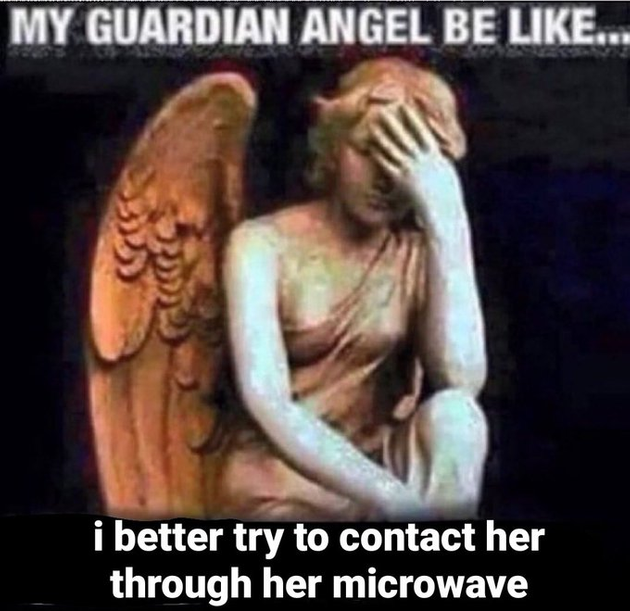 MY GUARDIAN ANGEL BE LIKE...
i better try to contact her
through her microwave